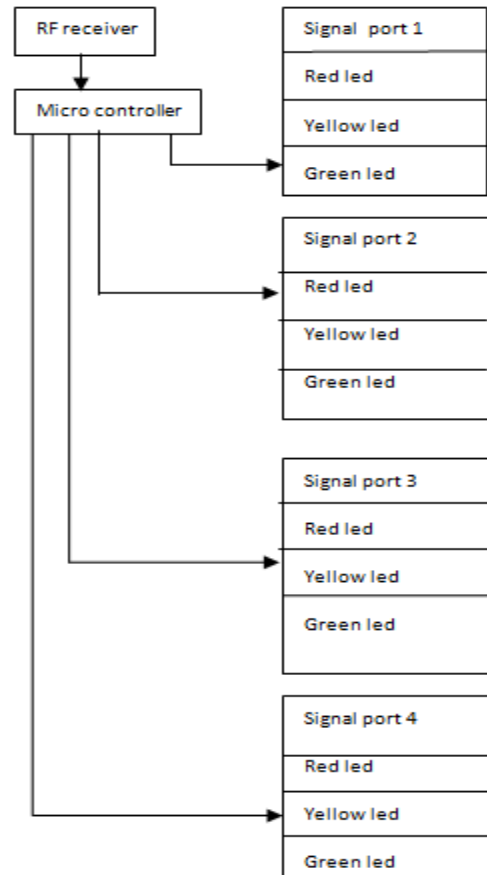 RF receiver
Micro controller
Signal port 1
Red led
Yellow led
Green led
Signal port 2
Red led
Yellow led
Green led
Signal port 3
Red led
Yellow led
Green led
Signal port 4
Red led
Yellow led
Green led